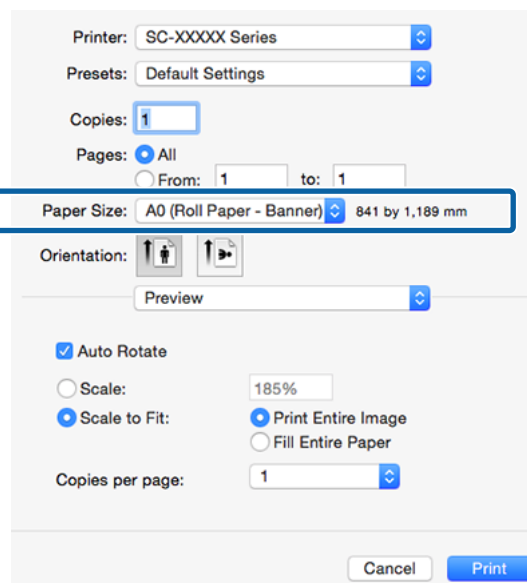 Printer: SC-XXXXX Series
Presets: Default Settings
Copies: 1
Pages: All
From: 1 to: 1
Paper Size: A0 (Roll Paper - Banner) 841 by 1,189 mm
Orientation:
Preview
Auto Rotate
Scale: 185%
Scale to Fit: Print Entire Image
Fill Entire Paper
Copies per page: 1
Cancel Print